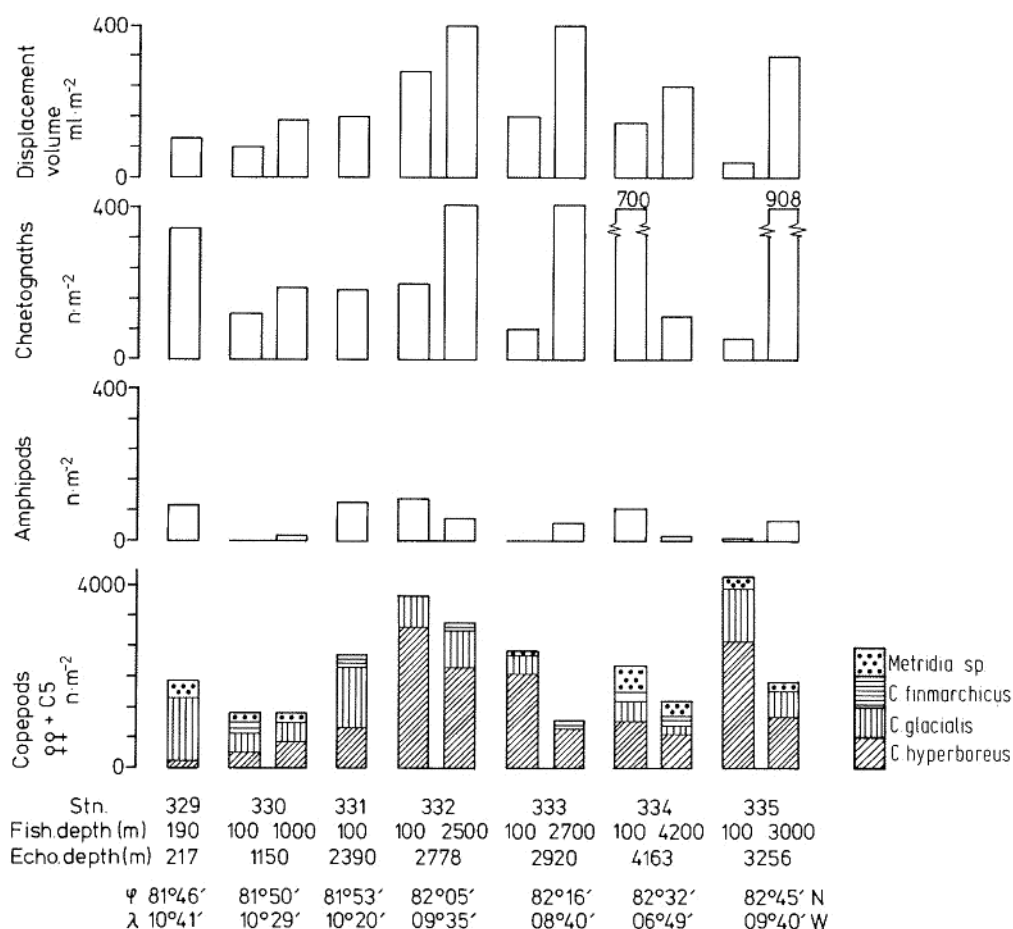 400
0
Displacement
volume
ml·m⁻²
700
908
400
0
Chaetognaths
n·m⁻²
400
0
Amphipods
n·m⁻²
4000
0
Copepods
♀♀ + C5
n·m⁻²
Metridia sp
C finmarchicus
C. glacialis
C hyperboreus
Stn. 329 330 331 332 333 334 335
Fish. depth (m) 190 100 1000 100 100 2500 100 2700 100 4200 100 3000
Echo. depth (m) 217 1150 2390 2778 2920 4163 3256
φ 81°46′ 81°50′ 81°53′ 82°05′ 82°16′ 82°32′ 82°45′ N
λ 10°41′ 10°29′ 10°20′ 09°35′ 08°40′ 06°49′ 09°40′ W